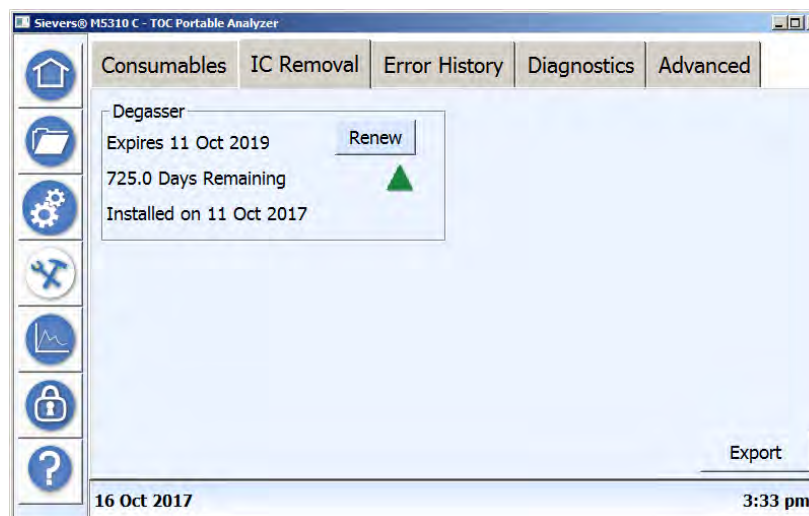 Sievers® M5310 C - TOC Portable Analyzer
Consumables IC Removal Error History Diagnostics Advanced
Degasser
Expires 11 Oct 2019 Renew
725.0 Days Remaining
Installed on 11 Oct 2017
?
Export
16 Oct 2017 3:33 pm